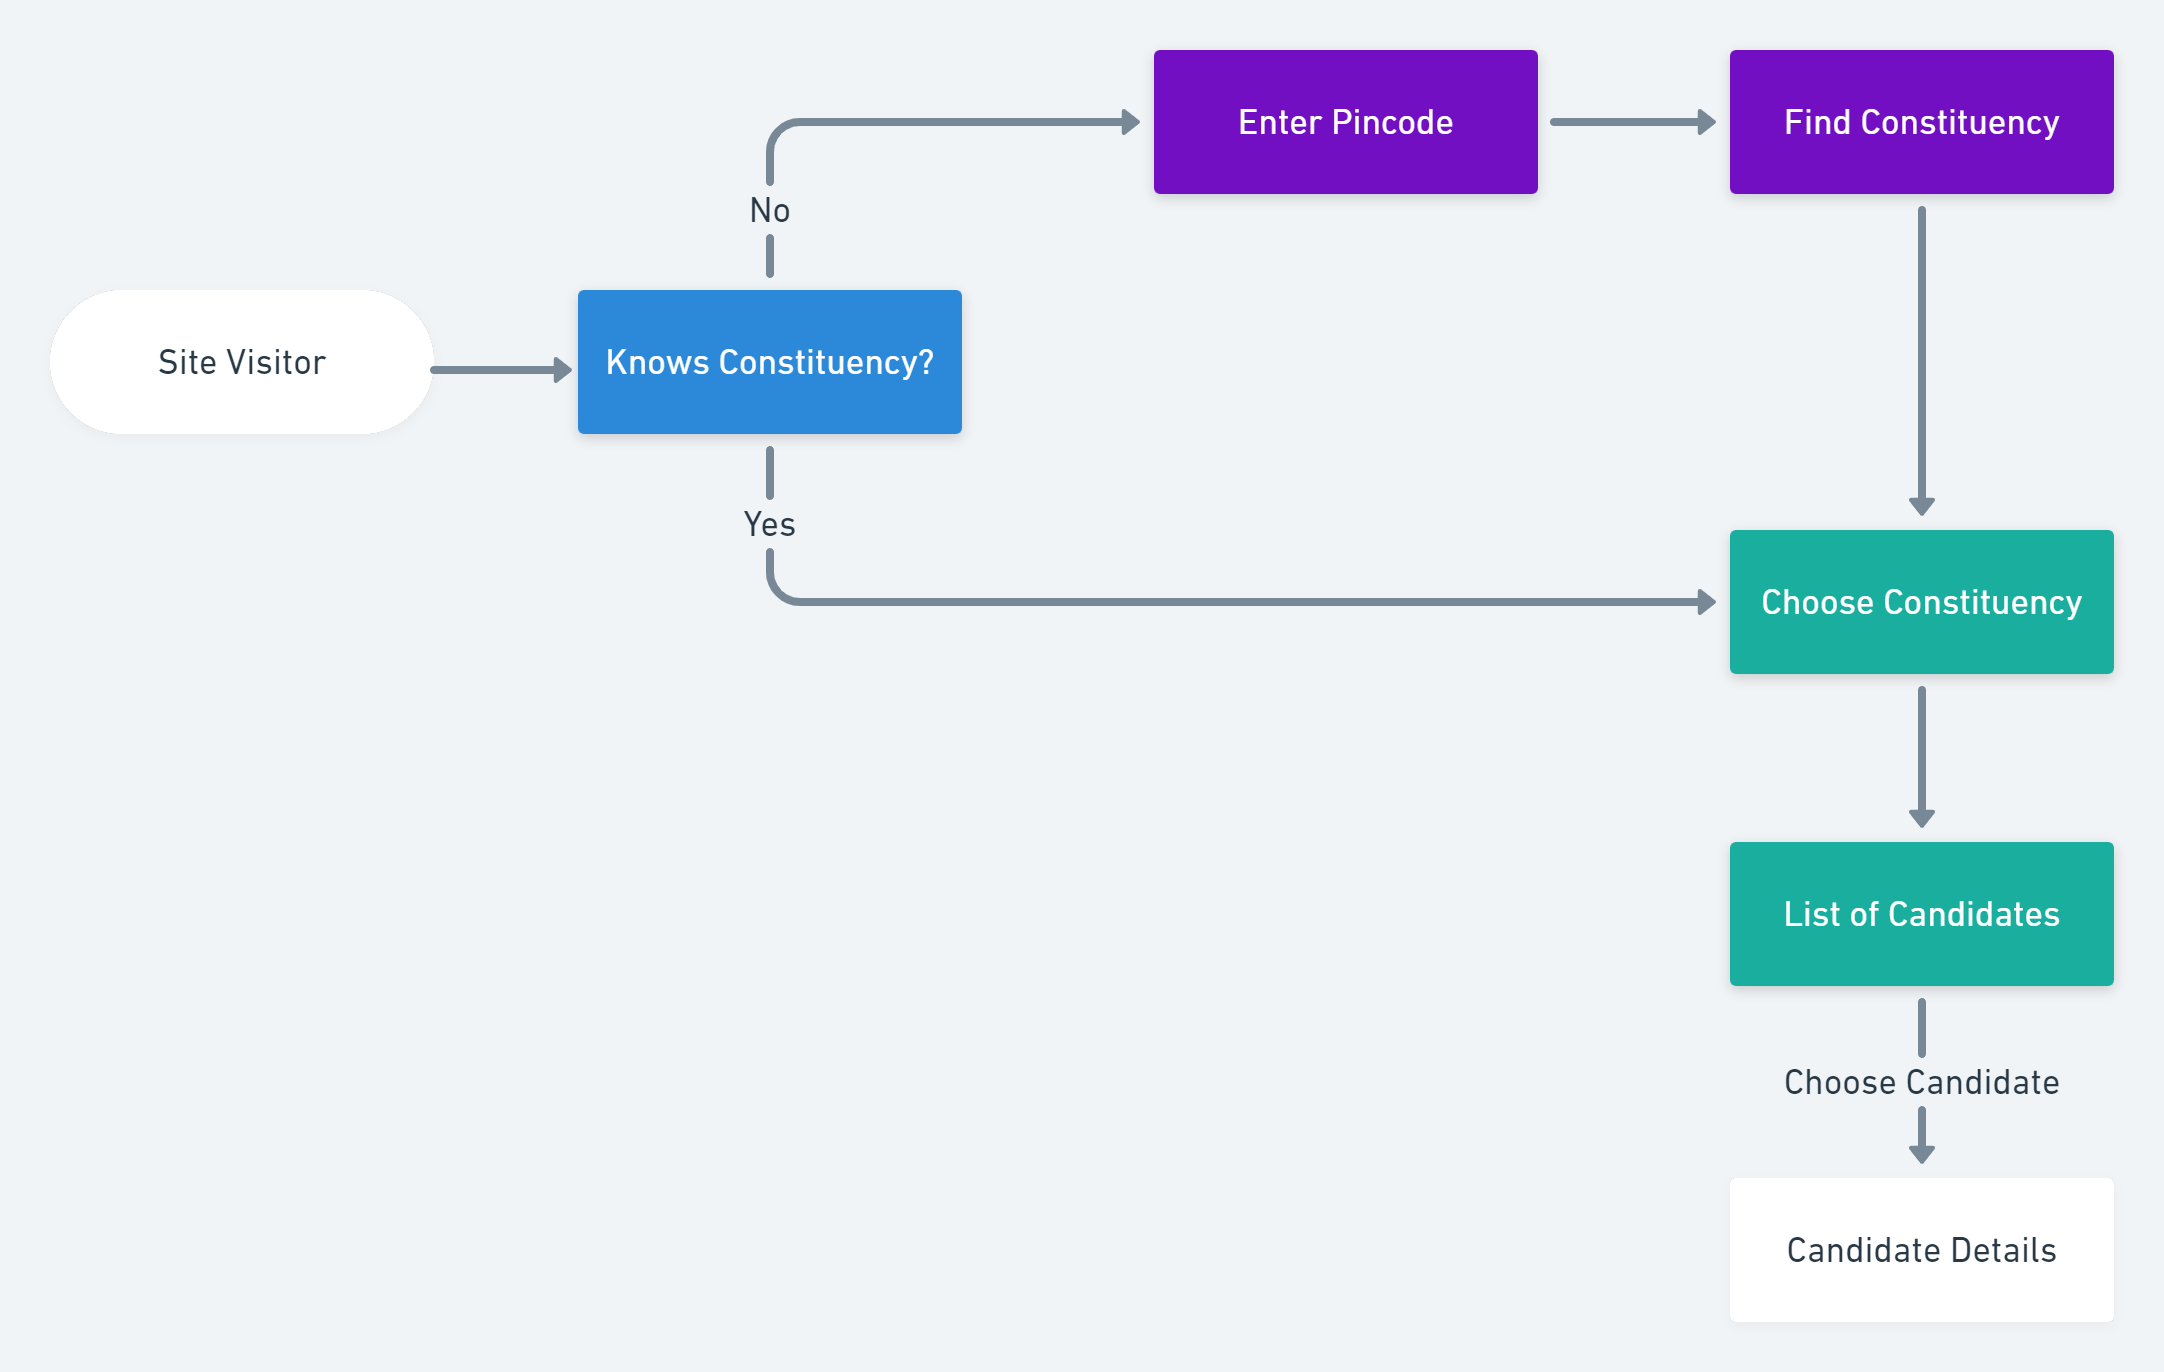 Enter Pincode
Find Constituency
No
Site Visitor
Knows Constituency?
Yes
Choose Constituency
List of Candidates
Choose Candidate
Candidate Details